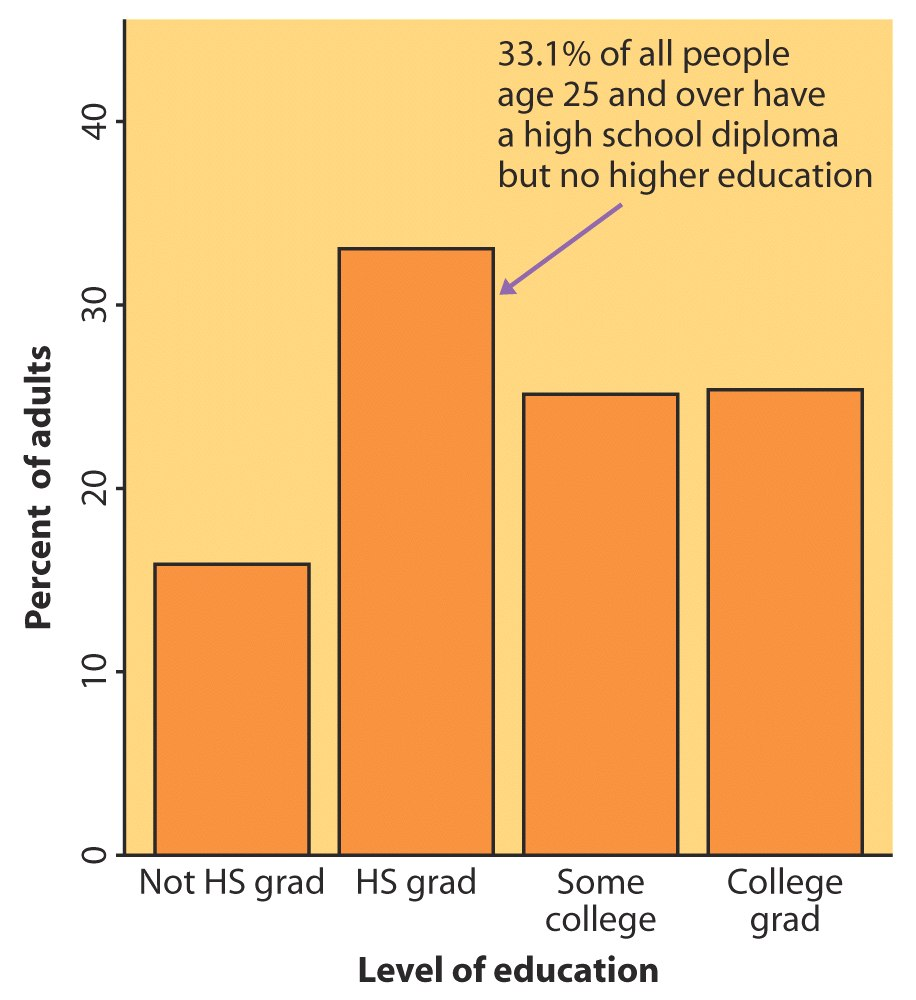 33.1% of all people
age 25 and over have
a high school diploma
but no higher education
Percent of adults
40
30
20
10
0
Not HS grad
HS grad
Some
college
College
grad
Level of education